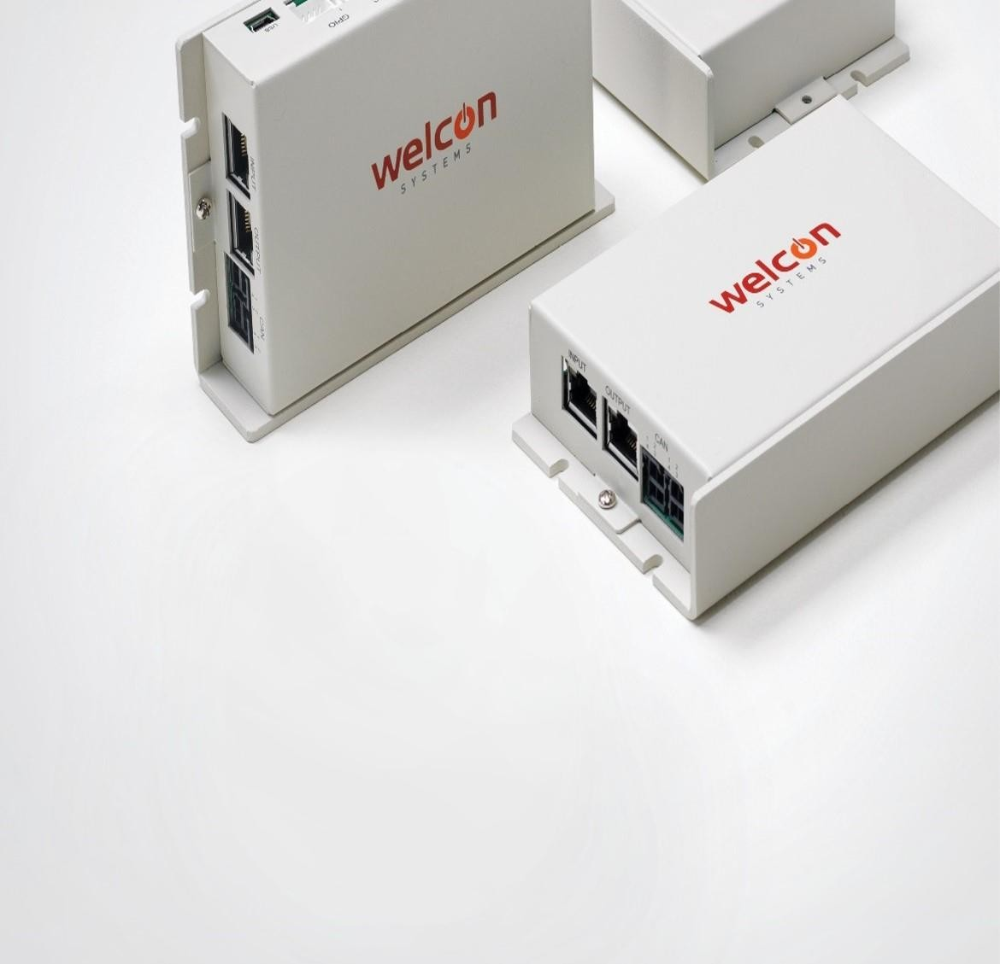 USB
GPIO
welcon
SYSTEMS
INPUT
OUTPUT
CAN
welcon
SYSTEMS
INPUT
OUTPUT
CAN